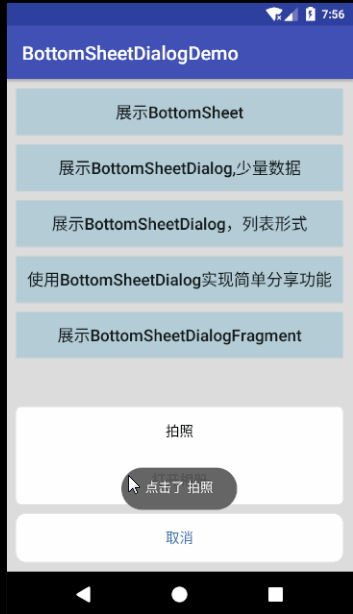 7:56
BottomSheetDialogDemo
展示BottomSheet
展示BottomSheetDialog,少量数据
展示BottomSheetDialog，列表形式
使用BottomSheetDialog实现简单分享功能
展示BottomSheetDialogFragment
拍照
点击了 拍照
取消